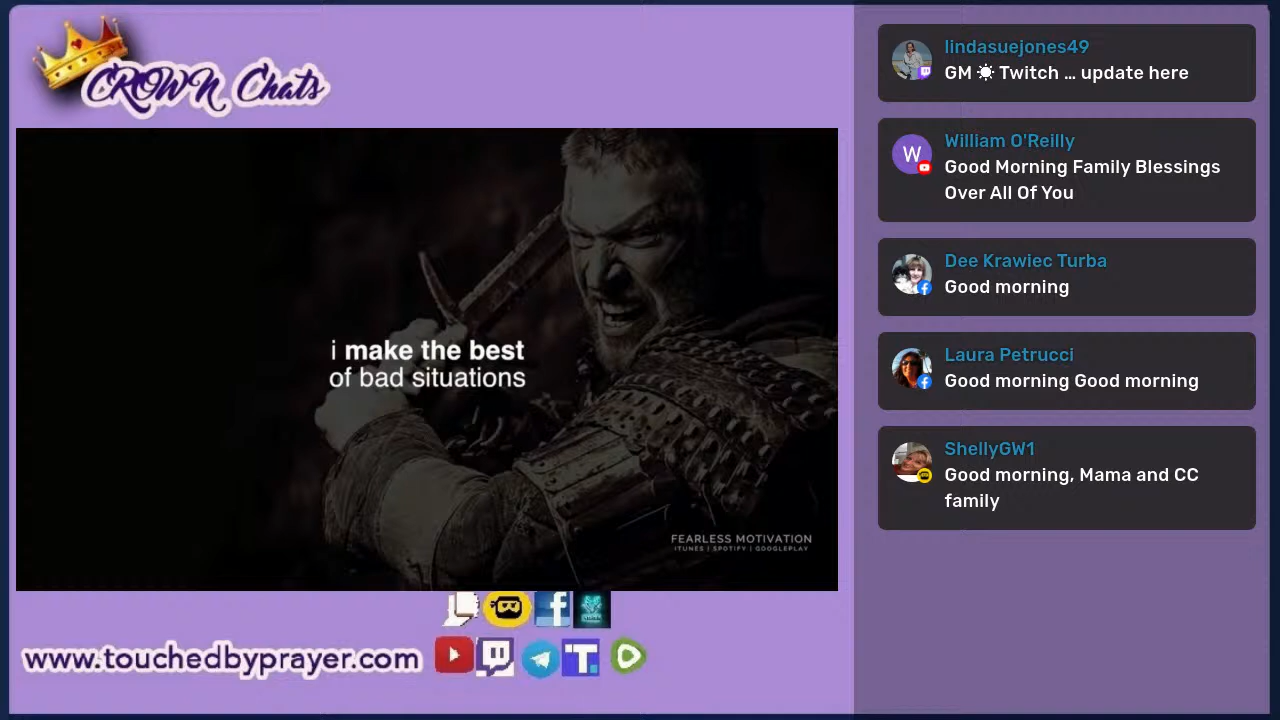 CROWN Chats
i make the best
of bad situations
FEARLESS MOTIVATION
ITUNES | SPOTIFY | GOOGLEPLAY
www.touchedbyprayer.com
lindasuejones49
GM ☀ Twitch ... update here
W
William O'Reilly
Good Morning Family Blessings
Over All Of You
Dee Krawiec Turba
Good morning
Laura Petrucci
Good morning Good morning
ShellyGW1
Good morning, Mama and CC
family